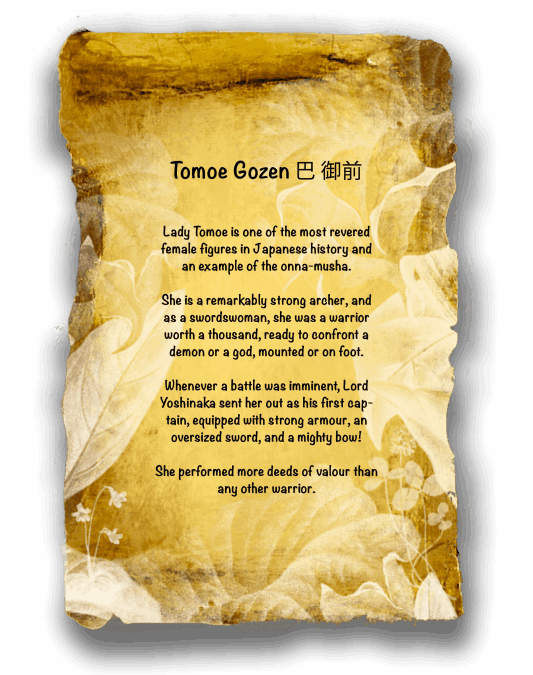 Tomoe Gozen 巴 御前
Lady Tomoe is one of the most revered
female figures in Japanese history and
an example of the onna-musha.
She is a remarkably strong archer, and
as a swordswoman, she was a warrior
worth a thousand, ready to confront a
demon or a god, mounted or on foot.
Whenever a battle was imminent, Lord
Yoshinaka sent her out as his first cap-
tain, equipped with strong armour, an
oversized sword, and a mighty bow!
She performed more deeds of valour than
any other warrior.